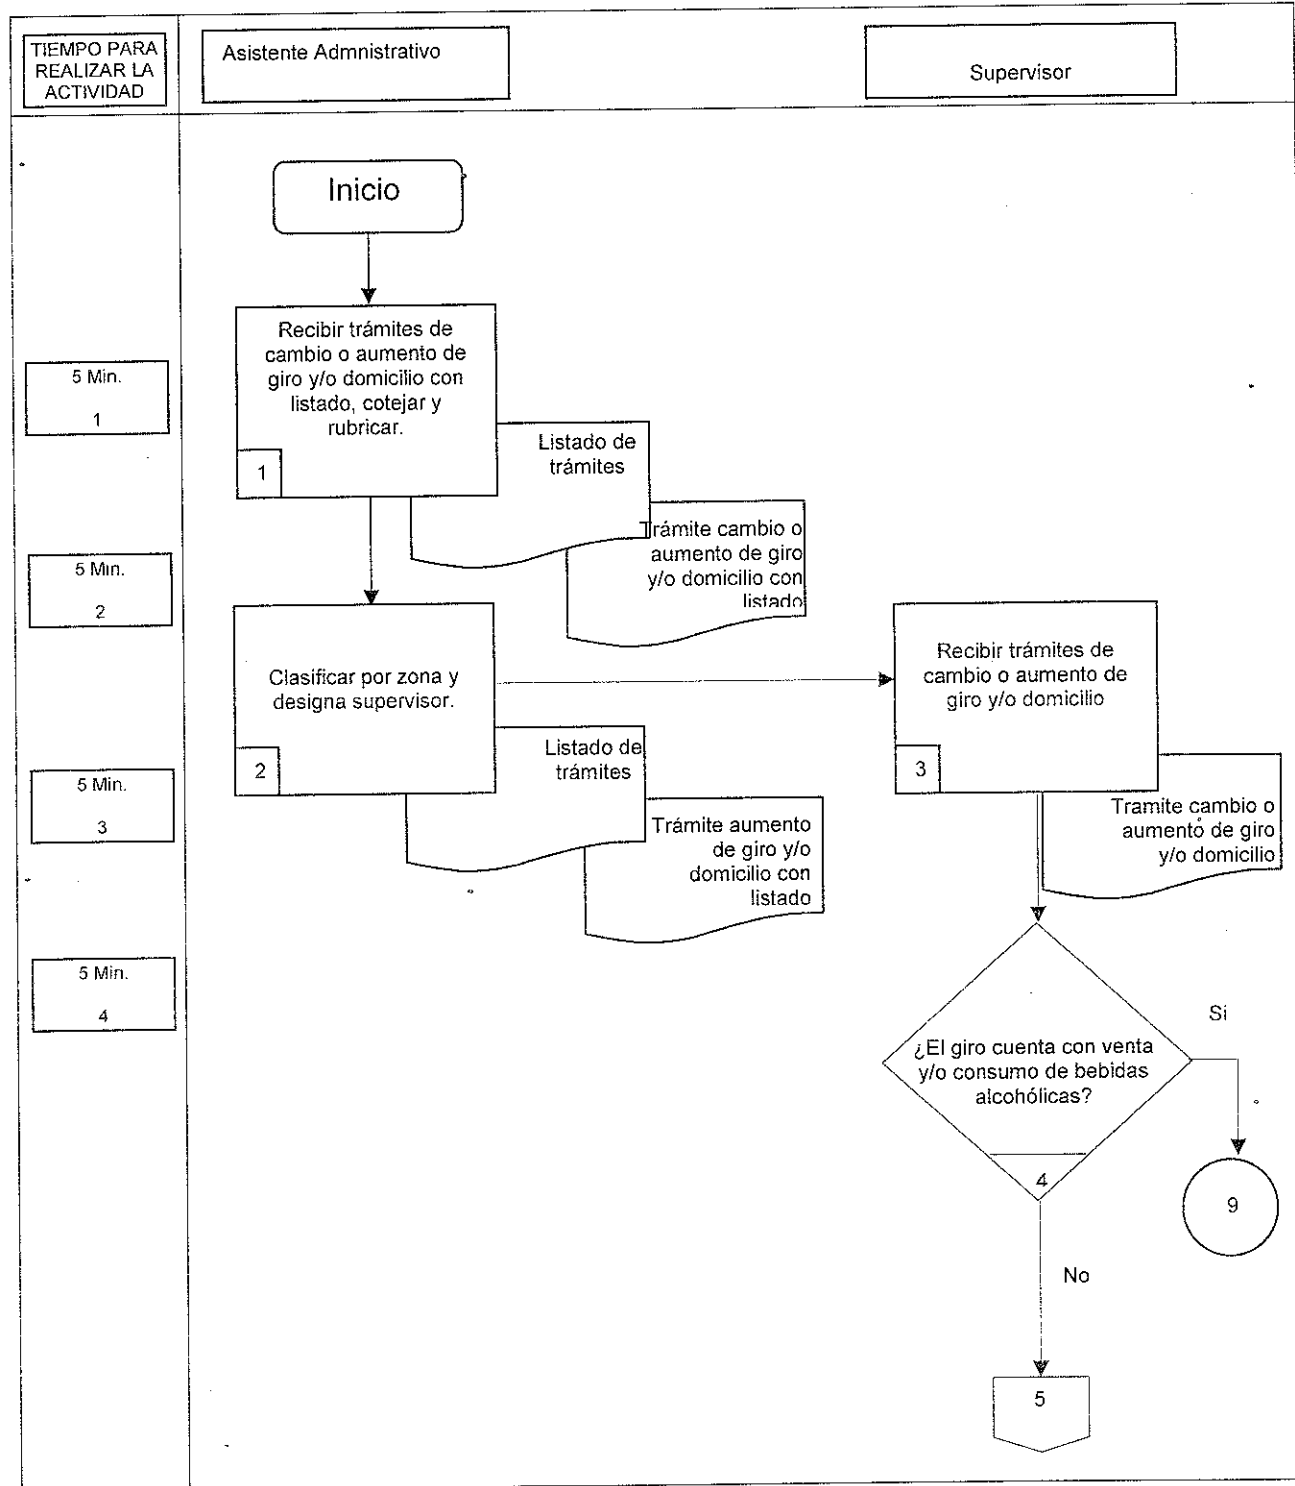 TIEMPO PARA
REALIZAR LA
ACTIVIDAD
Asistente Admnistrativo
Supervisor
Inicio
Recibir trámites de
cambio o aumento de
giro y/o domicilio con
listado, cotejar y
rubricar.
1
5 Min.
1
Listado de
trámites
Trámite cambio o
aumento de giro
y/o domicilio con
listado
5 Min.
2
Clasificar por zona y
designa supervisor.
2
Listado de
trámites
Trámite aumento
de giro y/o
domicilio con
listado
Recibir trámites de
cambio o aumento de
giro y/o domicilio
3
Tramite cambio o
aumento de giro
y/o domicilio
5 Min.
3
5 Min.
4
¿El giro cuenta con venta
y/o consumo de bebidas
alcohólicas?
4
Si
9
No
5